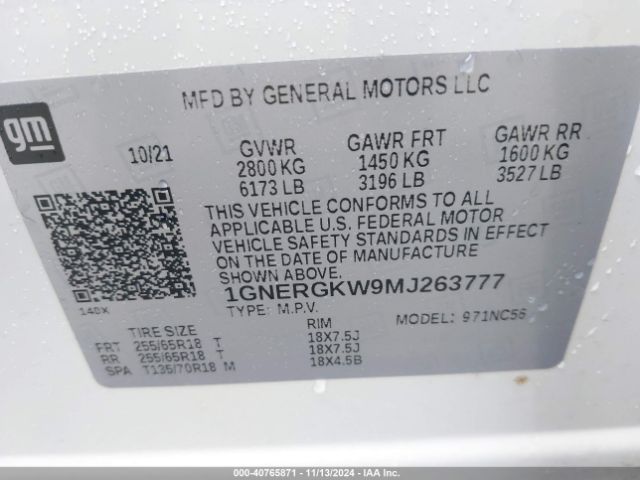 gm
MFD BY GENERAL MOTORS LLC
10/21
GVWR
2800 KG
6173 LB
GAWR FRT
1450 KG
3196 LB
GAWR RR
1600 KG
3527 LB
THIS VEHICLE CONFORMS TO ALL
APPLICABLE U.S. FEDERAL MOTOR
VEHICLE SAFETY STANDARDS IN EFFECT
ON THE DATE OF MANUFACTURE
SHOWN ABOVE.
140X
1GNERGKW9MJ263777
TYPE: M.P.V.
MODEL: 971NC56
TIRE SIZE RIM
FRT 255/65R18 T 18X7.5J
RR 255/65R18 T 18X7.5J
SPA T135/70R18 M 18X4.5B
000-40765871 - 11/13/2024 - IAAI.COM